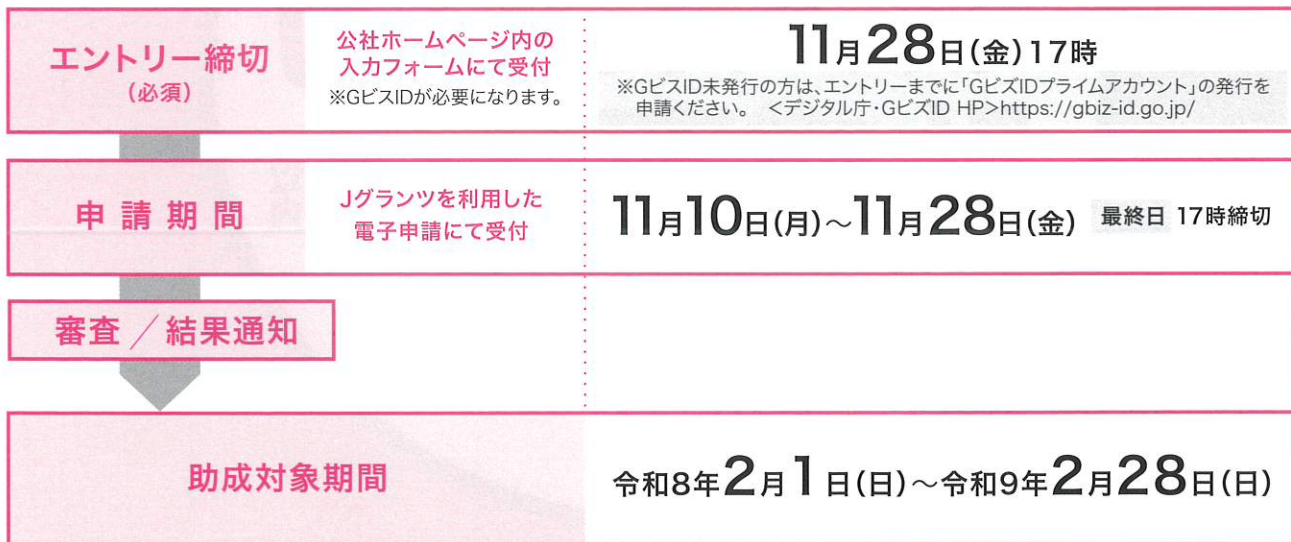 エントリー締切
(必須)
公社ホームページ内の
入力フォームにて受付
※GビスIDが必要になります。
11月28日(金)17時
※GビスID未発行の方は、エントリーまでに「GビズIDプライムアカウント」の発行を
申請ください。 <デジタル庁・GビズID HP>https://gbiz-id.go.jp/
申請期間
Jグランツを利用した
電子申請にて受付
11月10日(月)～11月28日(金) 最終日 17時締切
審査／結果通知
助成対象期間
令和8年2月1日(日)～令和9年2月28日(日)